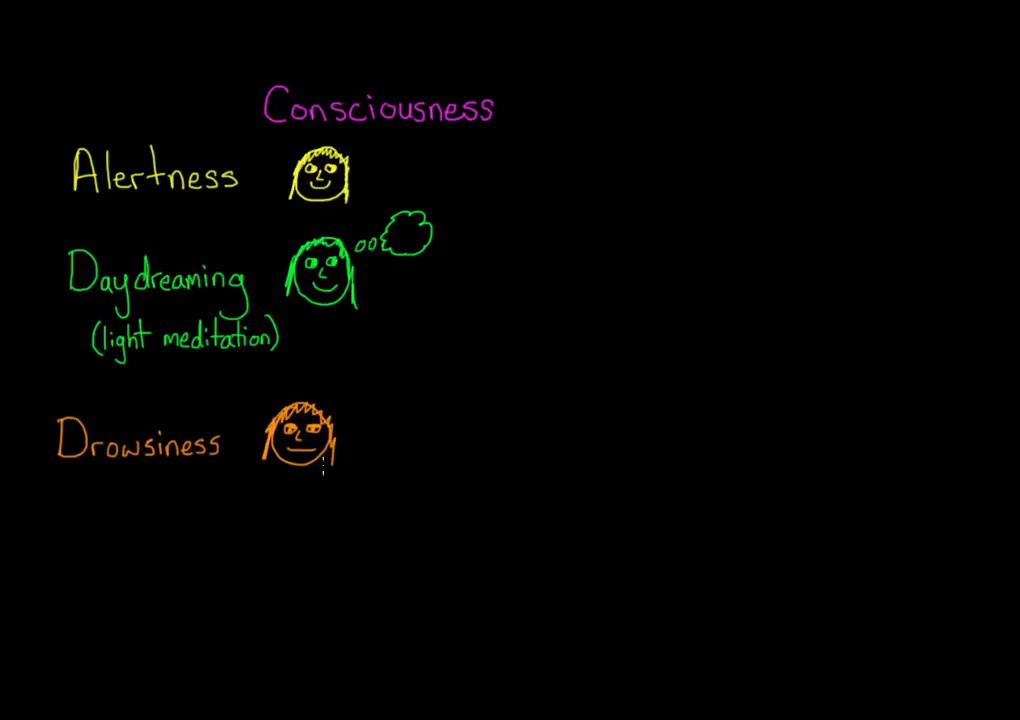 Consciousness
Alertness
Daydreaming
(light meditation)
Drowsiness